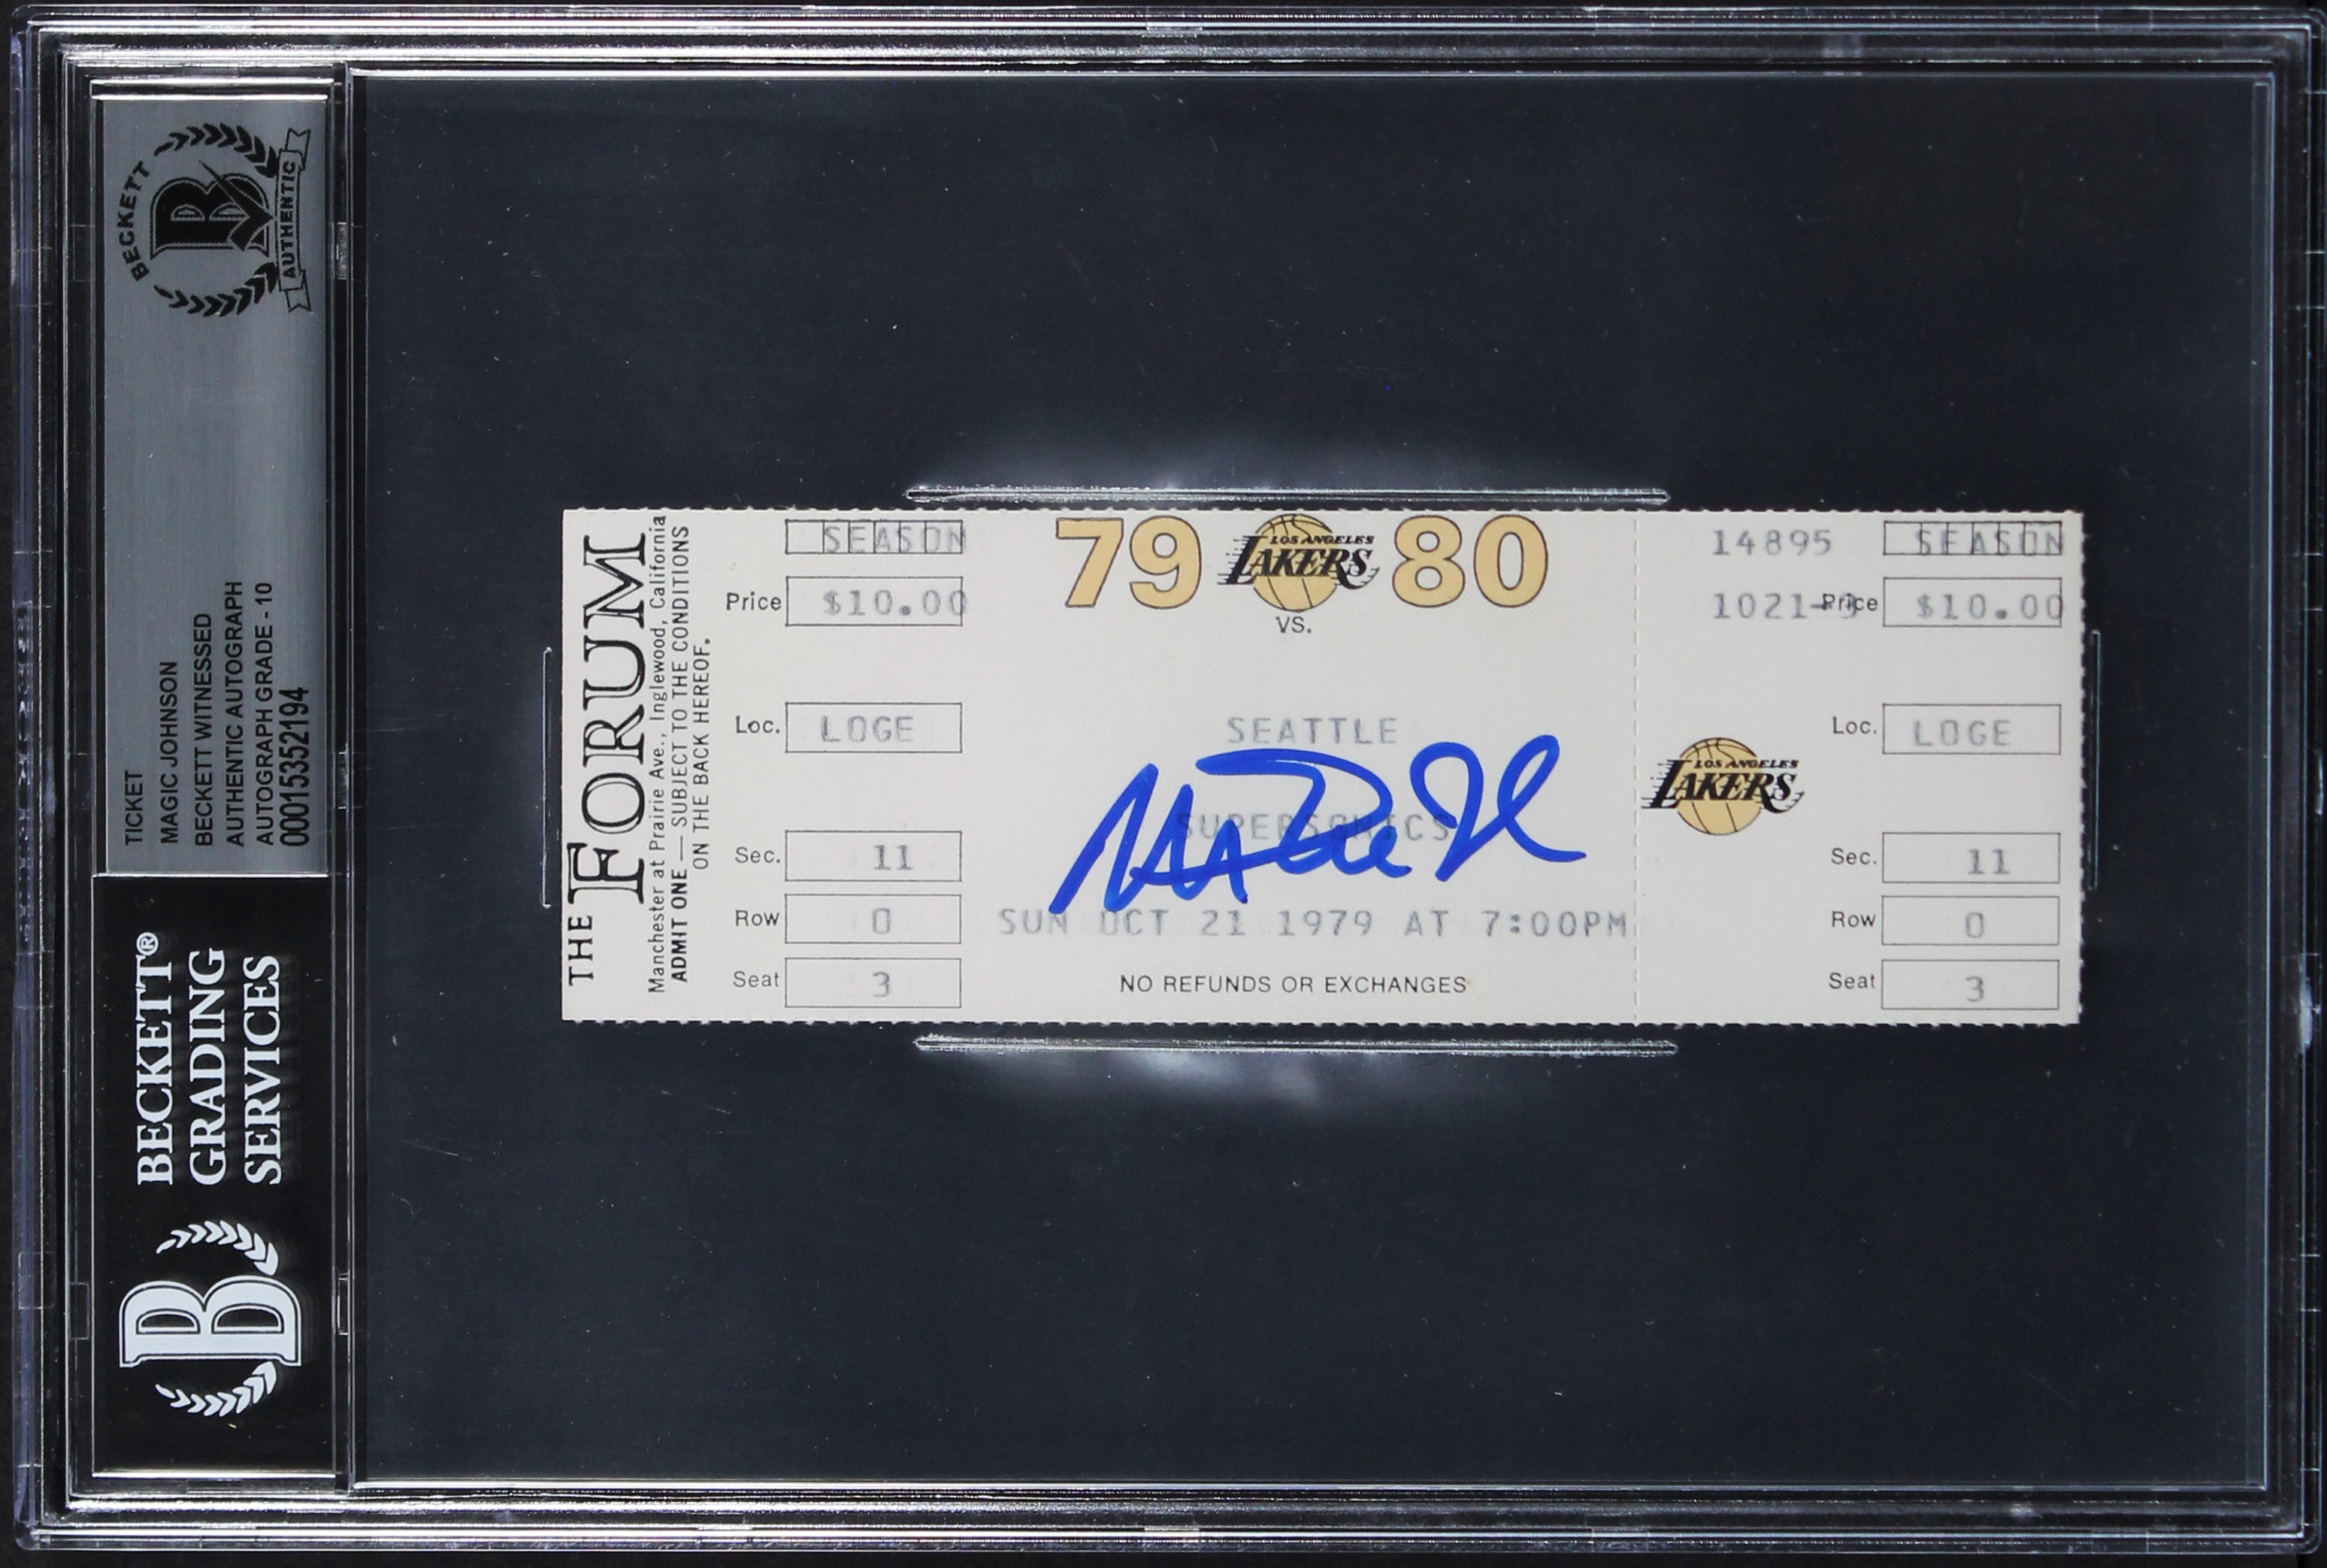 BECKETT
AUTHENTIC
TICKET
MAGIC JOHNSON
BECKETT WITNESSED
AUTHENTIC AUTOGRAPH
AUTOGRAPH GRADE - 10
00015352194
BECKETT®
GRADING
SERVICES
B
THE FORUM
Manchester at Prairie Ave., Inglewood, California
ADMIT ONE — SUBJECT TO THE CONDITIONS
ON THE BACK HEREOF.
SEASON
Price $10.00
Loc. LOGE
Sec. 11
Row 0
Seat 3
79 LOS ANGELES LAKERS 80
VS.
SEATTLE
SUPERSONICS
SUN OCT 21 1979 AT 7:00PM
NO REFUNDS OR EXCHANGES
14895 SEASON
1021-9 Price $10.00
Loc. LOGE
LOS ANGELES
LAKERS
Sec. 11
Row 0
Seat 3